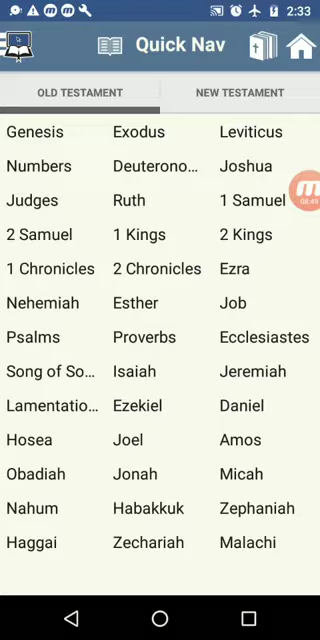 2:33
Quick Nav
OLD TESTAMENT NEW TESTAMENT
Genesis Exodus Leviticus
Numbers Deuterono... Joshua
Judges Ruth 1 Samuel
08:49
2 Samuel 1 Kings 2 Kings
1 Chronicles 2 Chronicles Ezra
Nehemiah Esther Job
Psalms Proverbs Ecclesiastes
Song of So... Isaiah Jeremiah
Lamentatio... Ezekiel Daniel
Hosea Joel Amos
Obadiah Jonah Micah
Nahum Habakkuk Zephaniah
Haggai Zechariah Malachi